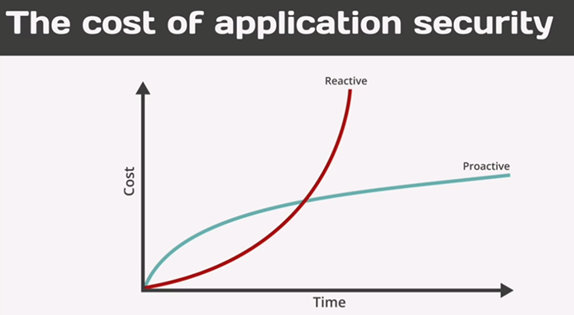 The cost of application security
Reactive
Proactive
Cost
Time